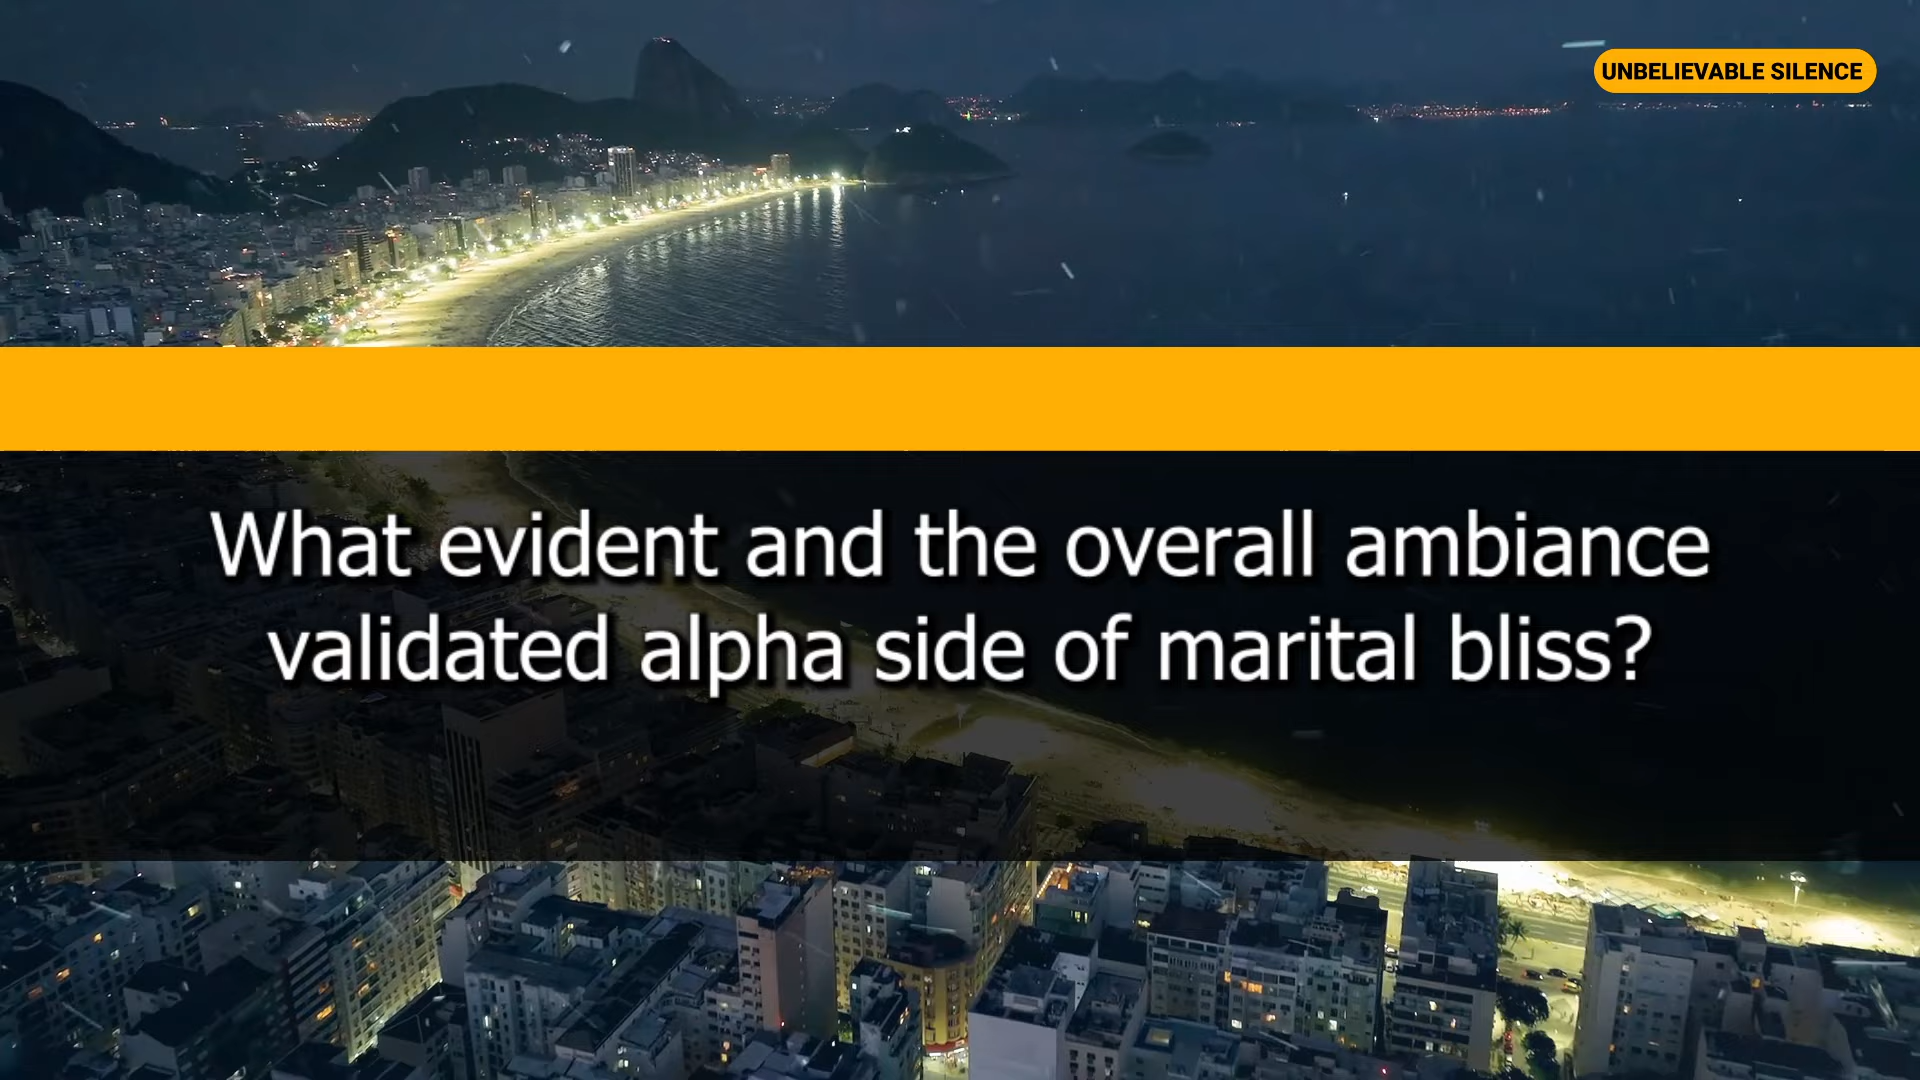 UNBELIEVABLE SILENCE
What evident and the overall ambiance
validated alpha side of marital bliss?